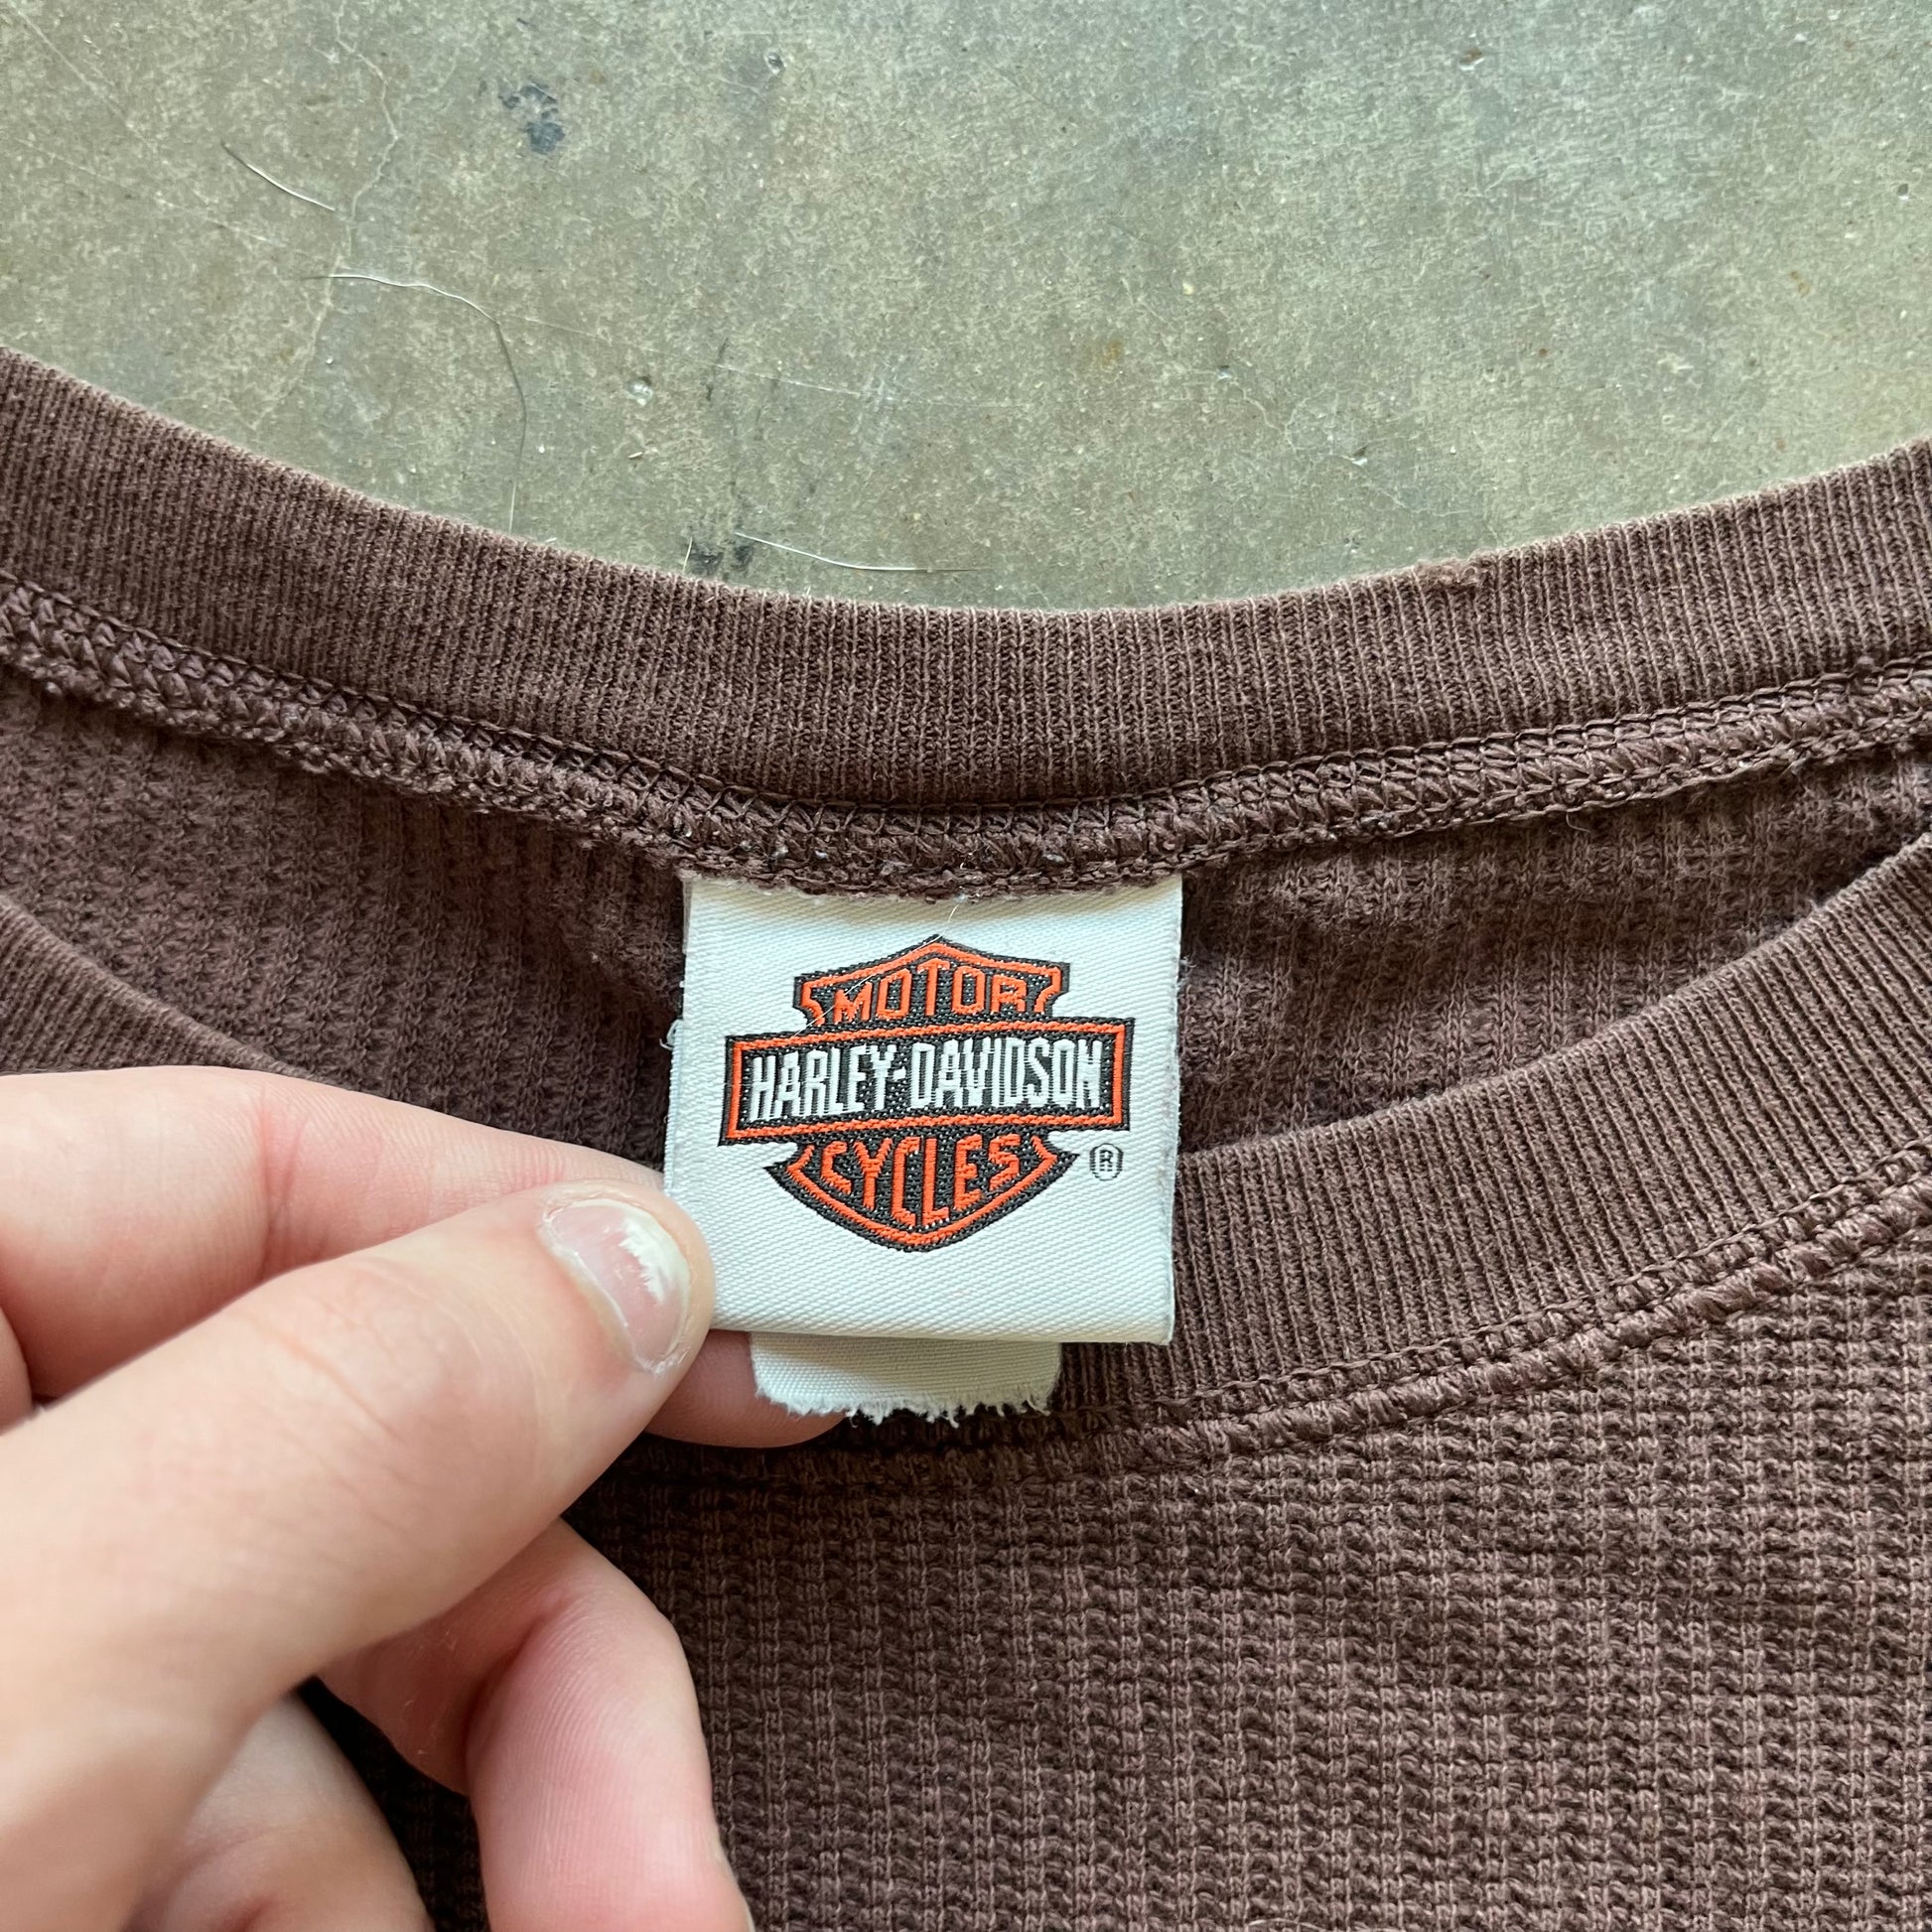 MOTOR
HARLEY-DAVIDSON
CYCLES
®